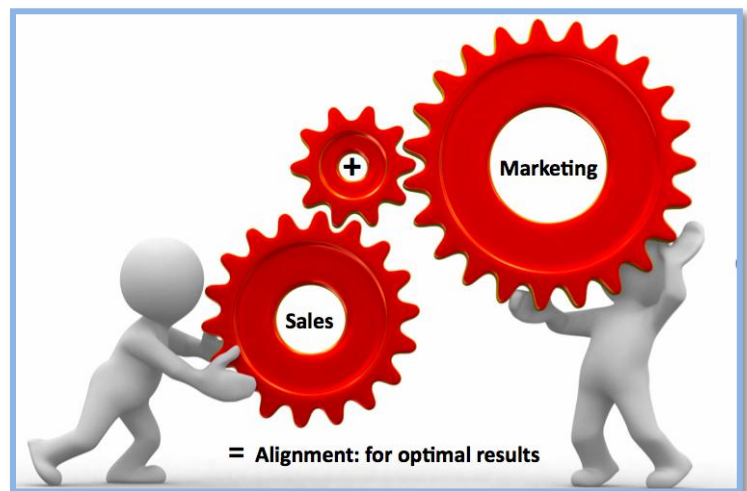 +
Marketing
Sales
= Alignment: for optimal results